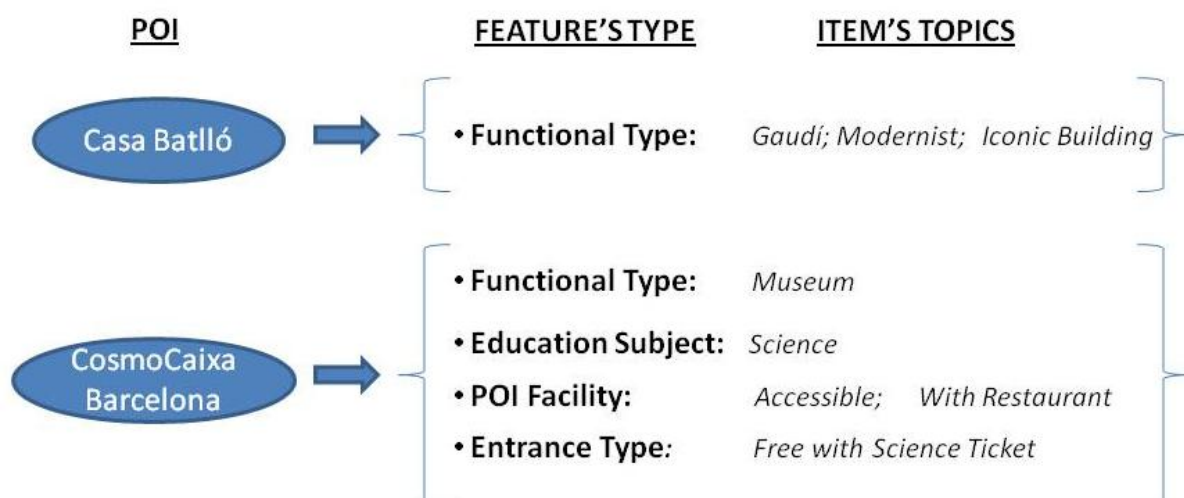 POI FEATURE'S TYPE ITEM'S TOPICS
Casa Batlló • Functional Type: Gaudí; Modernist; Iconic Building
• Functional Type: Museum
CosmoCaixa
Barcelona
• Education Subject: Science
• POI Facility: Accessible; With Restaurant
• Entrance Type: Free with Science Ticket